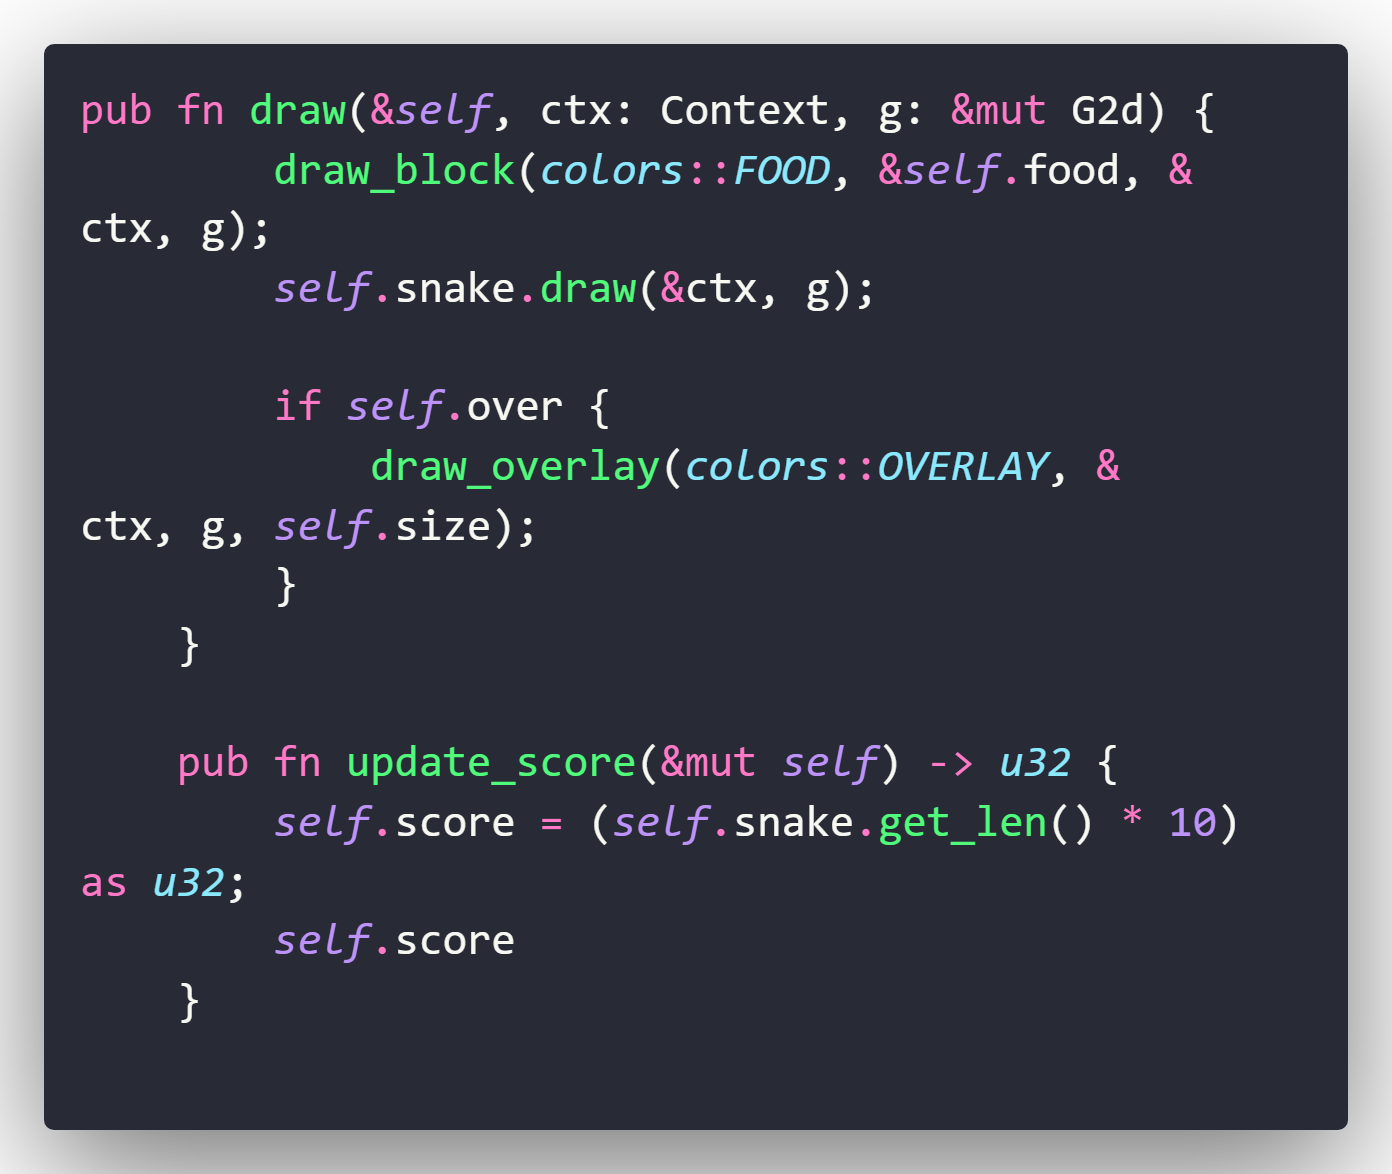 pub fn draw(&self, ctx: Context, g: &mut G2d) {
        draw_block(colors::FOOD, &self.food, &
ctx, g);
        self.snake.draw(&ctx, g);

        if self.over {
            draw_overlay(colors::OVERLAY, &
ctx, g, self.size);
        }
    }

    pub fn update_score(&mut self) -> u32 {
        self.score = (self.snake.get_len() * 10)
as u32;
        self.score
    }